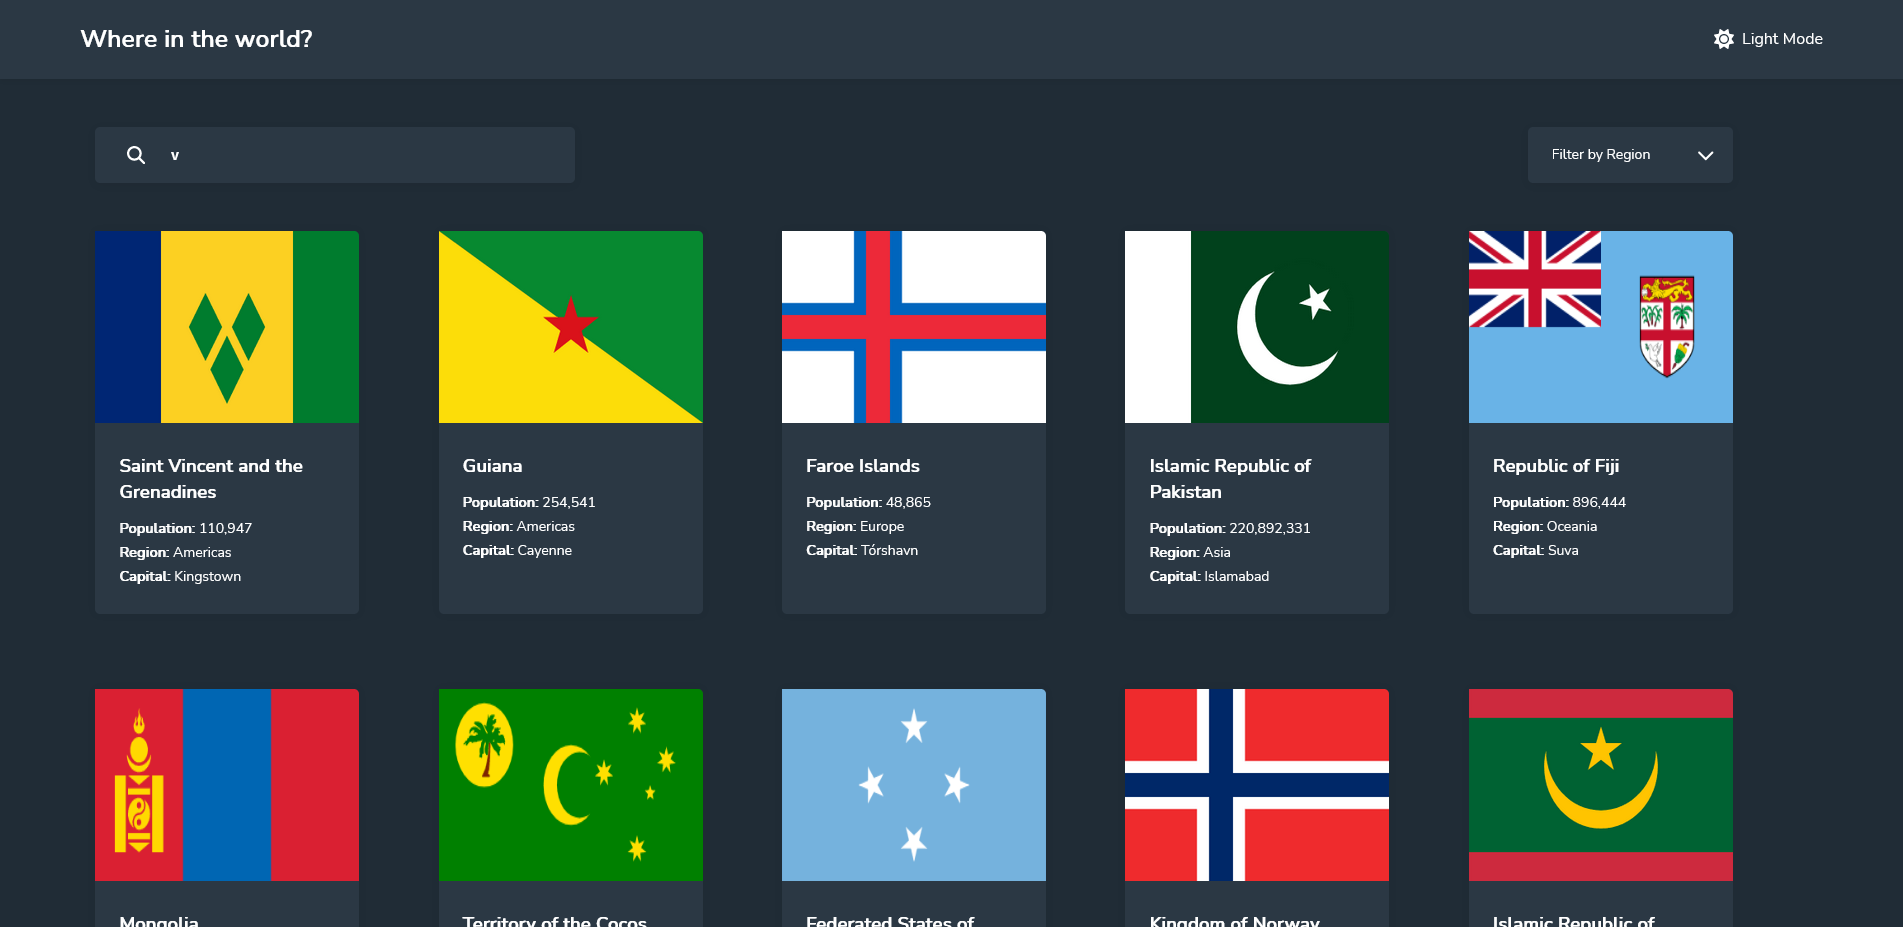 Where in the world?
Light Mode
v
Filter by Region
Saint Vincent and the
Grenadines
Population: 110,947
Region: Americas
Capital: Kingstown
Guiana
Population: 254,541
Region: Americas
Capital: Cayenne
Faroe Islands
Population: 48,865
Region: Europe
Capital: Tórshavn
Islamic Republic of
Pakistan
Population: 220,892,331
Region: Asia
Capital: Islamabad
Republic of Fiji
Population: 896,444
Region: Oceania
Capital: Suva
Mongolia
Territory of the Cocos
Federated States of
Kingdom of Norway
Islamic Republic of